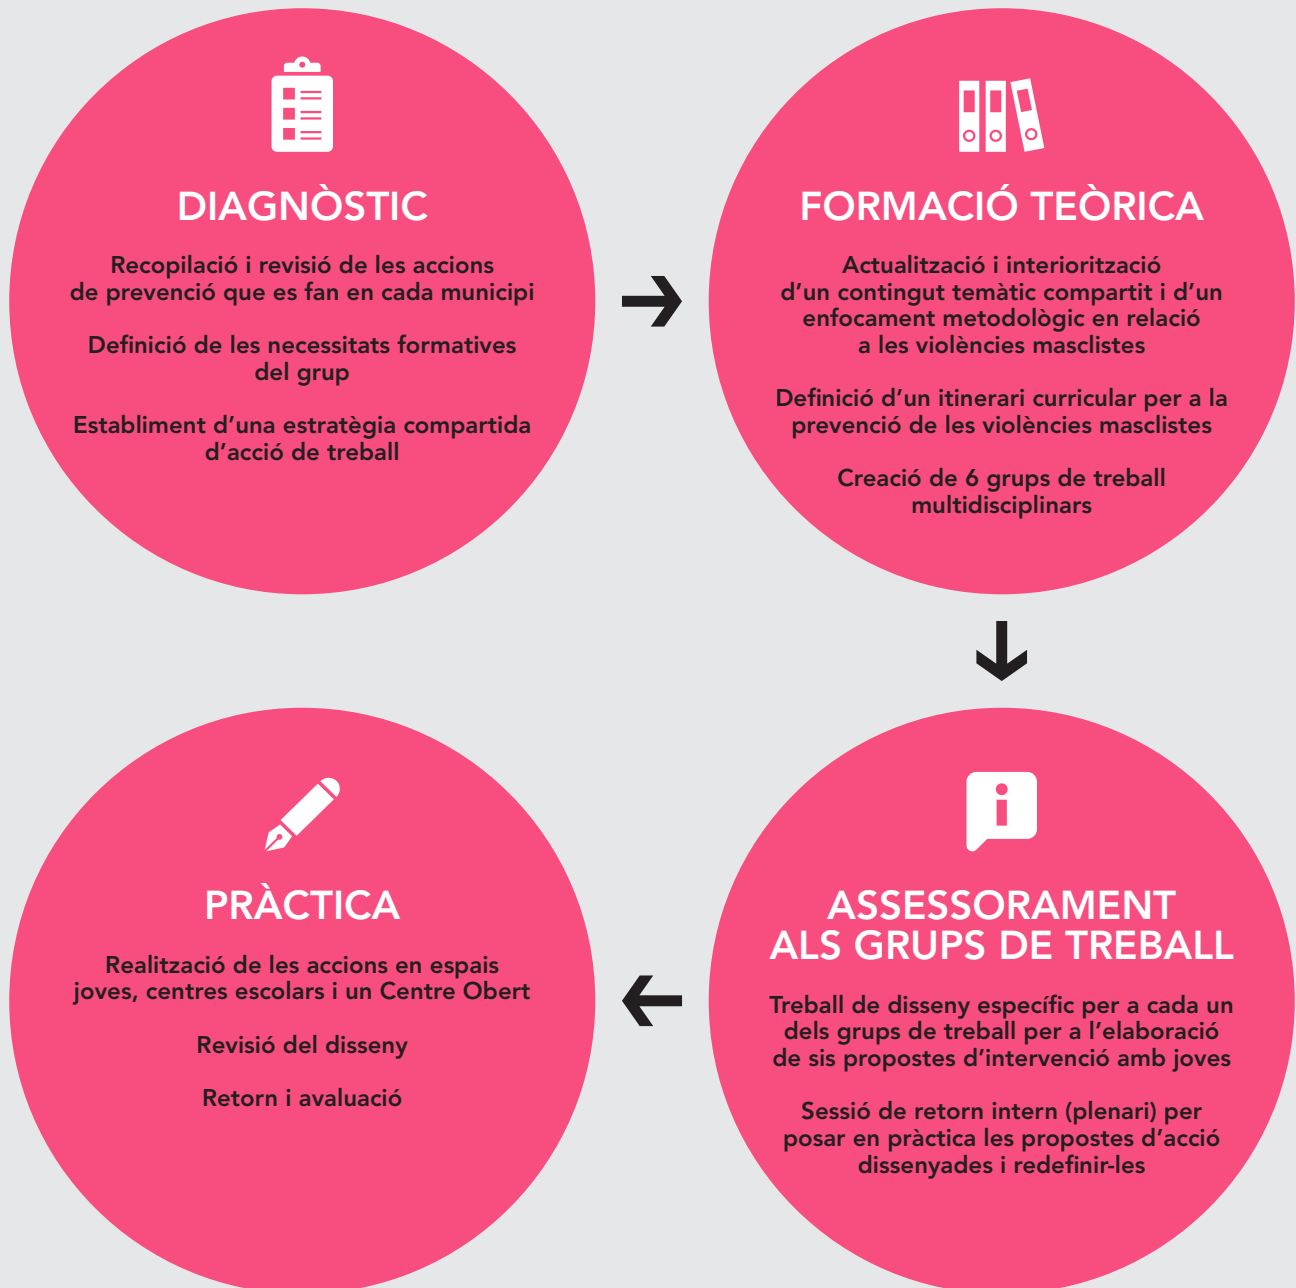 DIAGNÒSTIC
Recopilació i revisió de les accions
de prevenció que es fan en cada municipi
Definició de les necessitats formatives
del grup
Establiment d’una estratègia compartida
d’acció de treball
FORMACIÓ TEÒRICA
Actualització i interiorització
d’un contingut temàtic compartit i d’un
enfocament metodològic en relació
a les violències masclistes
Definició d’un itinerari curricular per a la
prevenció de les violències masclistes
Creació de 6 grups de treball
multidisciplinars
ASSESSORAMENT
ALS GRUPS DE TREBALL
Treball de disseny específic per a cada un
dels grups de treball per a l’elaboració
de sis propostes d’intervenció amb joves
Sessió de retorn intern (plenari) per
posar en pràctica les propostes d’acció
dissenyades i redefinir-les
PRÀCTICA
Realització de les accions en espais
joves, centres escolars i un Centre Obert
Revisió del disseny
Retorn i avaluació